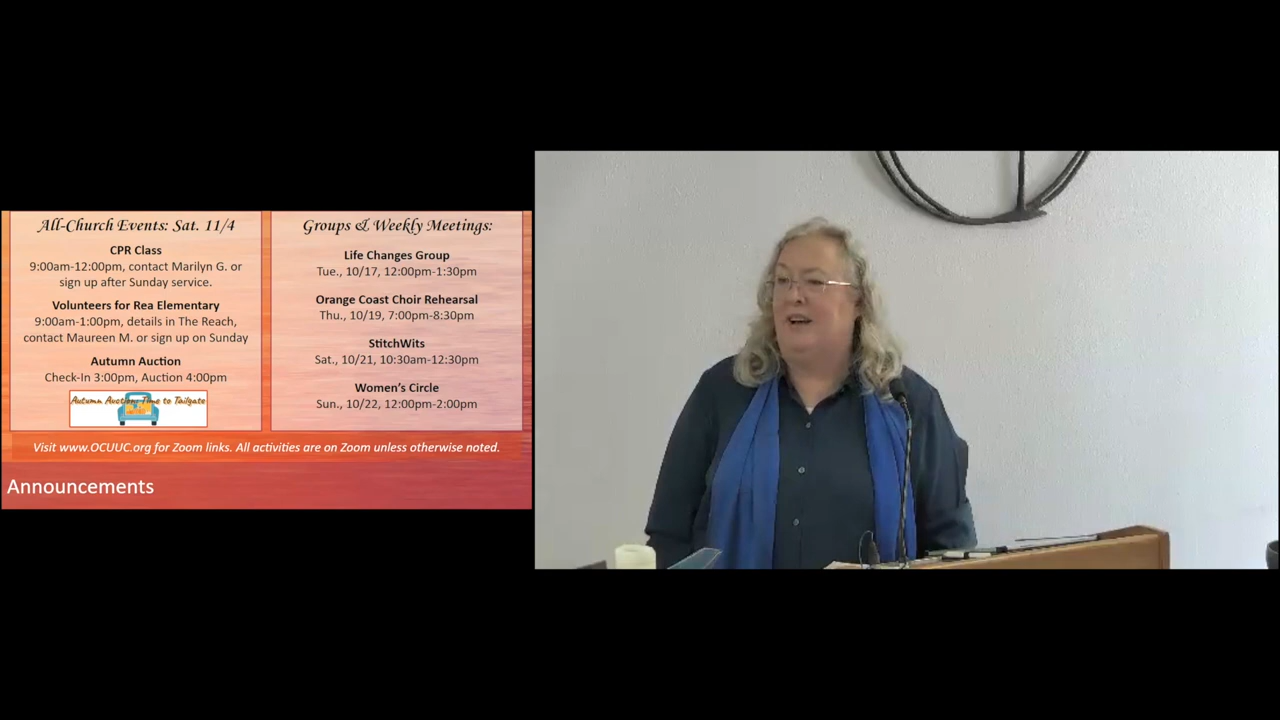 All-Church Events: Sat. 11/4
CPR Class
9:00am-12:00pm, contact Marilyn G. or
sign up after Sunday service.
Volunteers for Rea Elementary
9:00am-1:00pm, details in The Reach,
contact Maureen M. or sign up on Sunday
Autumn Auction
Check-In 3:00pm, Auction 4:00pm
Autumn Auction: Time to Tailgate
Groups & Weekly Meetings:
Life Changes Group
Tue., 10/17, 12:00pm-1:30pm
Orange Coast Choir Rehearsal
Thu., 10/19, 7:00pm-8:30pm
StitchWits
Sat., 10/21, 10:30am-12:30pm
Women's Circle
Sun., 10/22, 12:00pm-2:00pm
Visit www.OCUUC.org for Zoom links. All activities are on Zoom unless otherwise noted.
Announcements